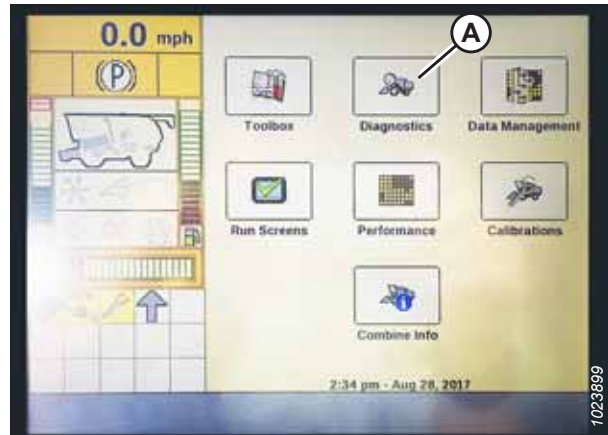 0.0 mph
(P)
A
Toolbox
Diagnostics
Data Management
Run Screens
Performance
Calibrations
Combine Info
2:34 pm - Aug 28, 2017
1023899